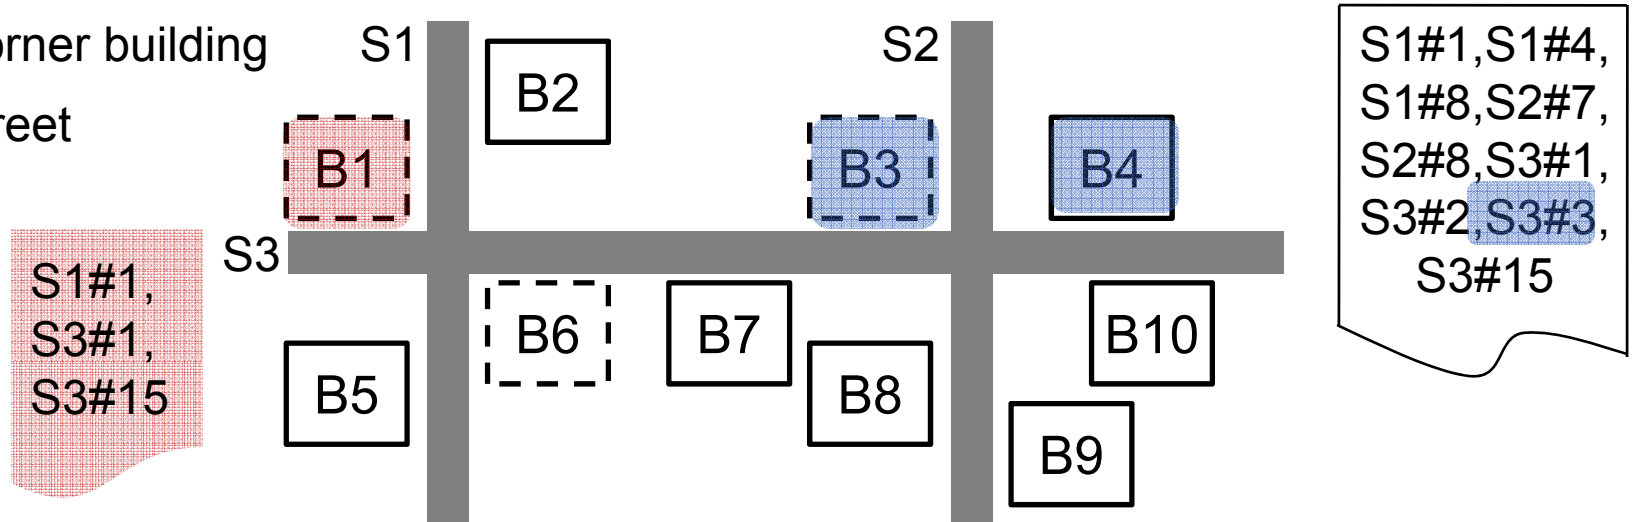 orner building
reet
S1
S2
B1
B2
B3
B4
S3
B5
B6
B7
B8
B9
B10
S1#1,
S3#1,
S3#15
S1#1,S1#4,
S1#8,S2#7,
S2#8,S3#1,
S3#2,S3#3,
S3#15